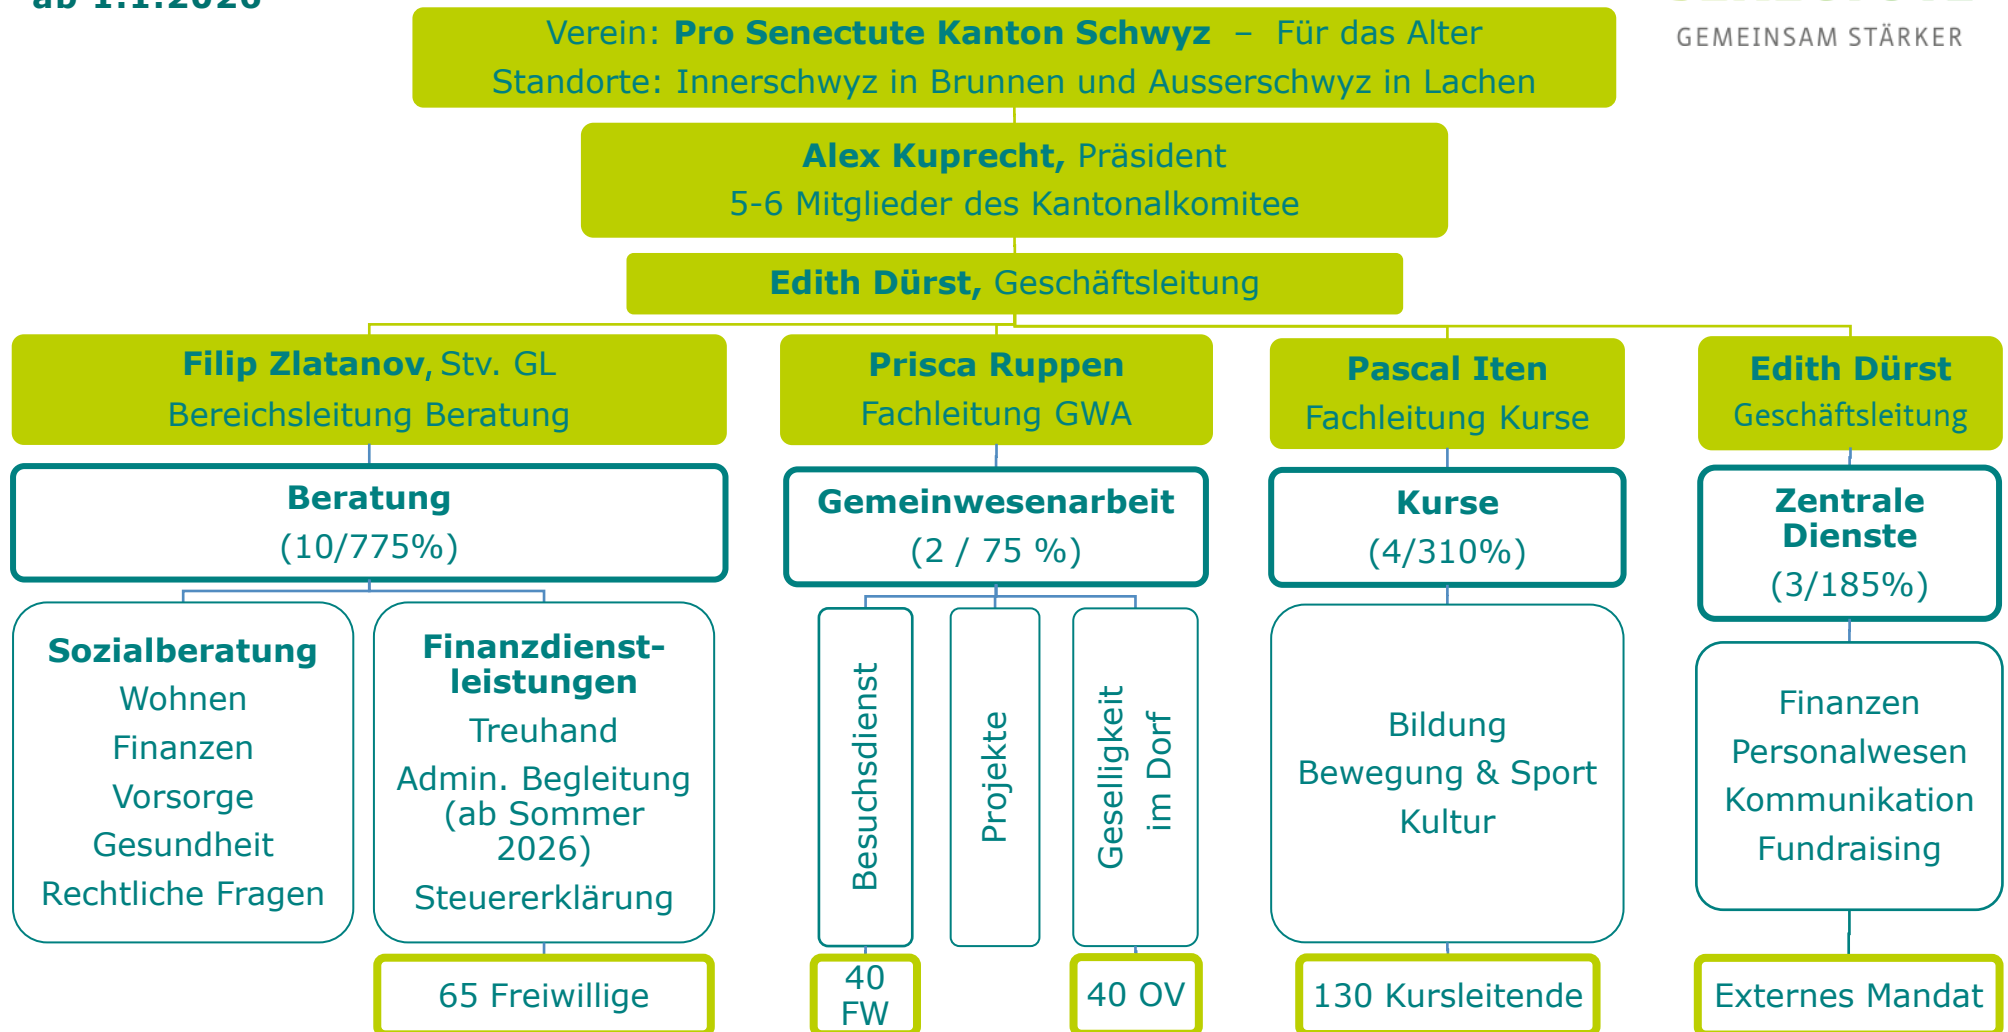 ab 1.1.2026
GEMEINSAM STÄRKER
Verein: Pro Senectute Kanton Schwyz – Für das Alter
Standorte: Innerschwyz in Brunnen und Ausserschwyz in Lachen
Alex Kuprecht, Präsident
5-6 Mitglieder des Kantonalkomitee
Edith Dürst, Geschäftsleitung
Filip Zlatanov, Stv. GL
Bereichsleitung Beratung
Prisca Ruppen
Fachleitung GWA
Pascal Iten
Fachleitung Kurse
Edith Dürst
Geschäftsleitung
Beratung
(10/775%)
Gemeinwesenarbeit
(2 / 75 %)
Kurse
(4/310%)
Zentrale
Dienste
(3/185%)
Sozialberatung
Wohnen
Finanzen
Vorsorge
Gesundheit
Rechtliche Fragen
Finanzdienst-
leistungen
Treuhand
Admin. Begleitung
(ab Sommer
2026)
Steuererklärung
Besuchsdienst
Projekte
Geselligkeit
im Dorf
Bildung
Bewegung & Sport
Kultur
Finanzen
Personalwesen
Kommunikation
Fundraising
65 Freiwillige
40
FW
40 OV
130 Kursleitende
Externes Mandat